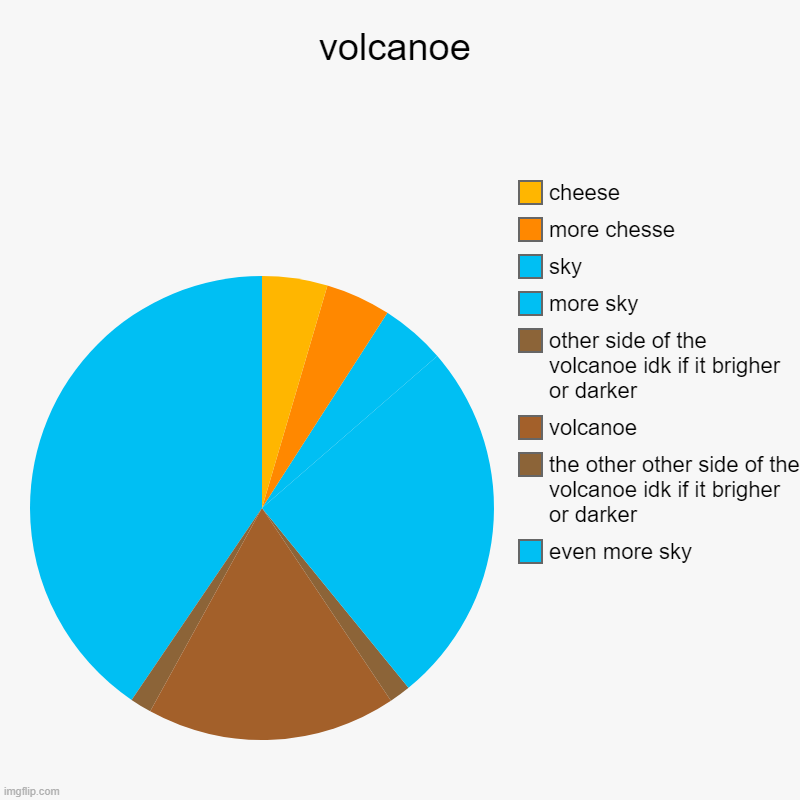 volcanoe
cheese
more chesse
sky
more sky
other side of the
volcanoe idk if it brigher
or darker
volcanoe
the other other side of the
volcanoe idk if it brigher
or darker
even more sky
imgflip.com